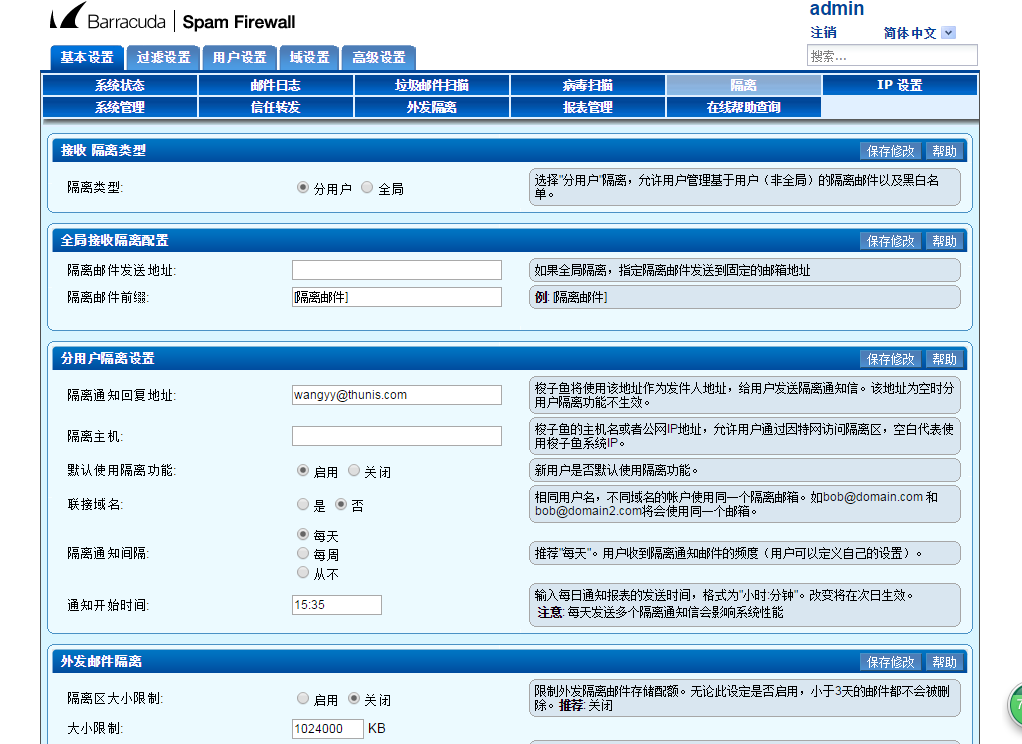 Barracuda Spam Firewall
admin
注销 简体中文
搜索...
基本设置 过滤设置 用户设置 域设置 高级设置
系统状态 邮件日志 垃圾邮件扫描 病毒扫描 隔离 IP 设置
系统管理 信任转发 外发隔离 报表管理 在线帮助查询
接收 隔离类型 保存修改 帮助
隔离类型: 分用户 全局
选择"分用户"隔离，允许用户管理基于用户（非全局）的隔离邮件以及黑白名
单。
全局接收隔离配置 保存修改 帮助
隔离邮件发送地址:
如果全局隔离，指定隔离邮件发送到固定的邮箱地址
隔离邮件前缀: [隔离邮件]
例: [隔离邮件]
分用户隔离设置 保存修改 帮助
隔离通知回复地址: wangyy@thunis.com
梭子鱼将使用该地址作为发件人地址，给用户发送隔离通知信。该地址为空时分
用户隔离功能不生效。
隔离主机:
梭子鱼的主机名或者公网IP地址，允许用户通过因特网访问隔离区，空白代表使
用梭子鱼系统IP。
默认使用隔离功能: 启用 关闭
新用户是否默认使用隔离功能。
联接域名: 是 否
相同用户名，不同域名的帐户使用同一个隔离邮箱。如bob@domain.com 和
bob@domain2.com将会使用同一个邮箱。
隔离通知间隔:
每天
每周
从不
推荐"每天"。用户收到隔离通知邮件的频度（用户可以定义自己的设置）。
通知开始时间: 15:35
输入每日通知报表的发送时间，格式为"小时:分钟"。改变将在次日生效。
注意: 每天发送多个隔离通知信会影响系统性能
外发邮件隔离 保存修改 帮助
隔离区大小限制: 启用 关闭
限制外发隔离邮件存储配额。无论此设定是否启用，小于3天的邮件都不会被删
除。推荐: 关闭
大小限制: 1024000 KB